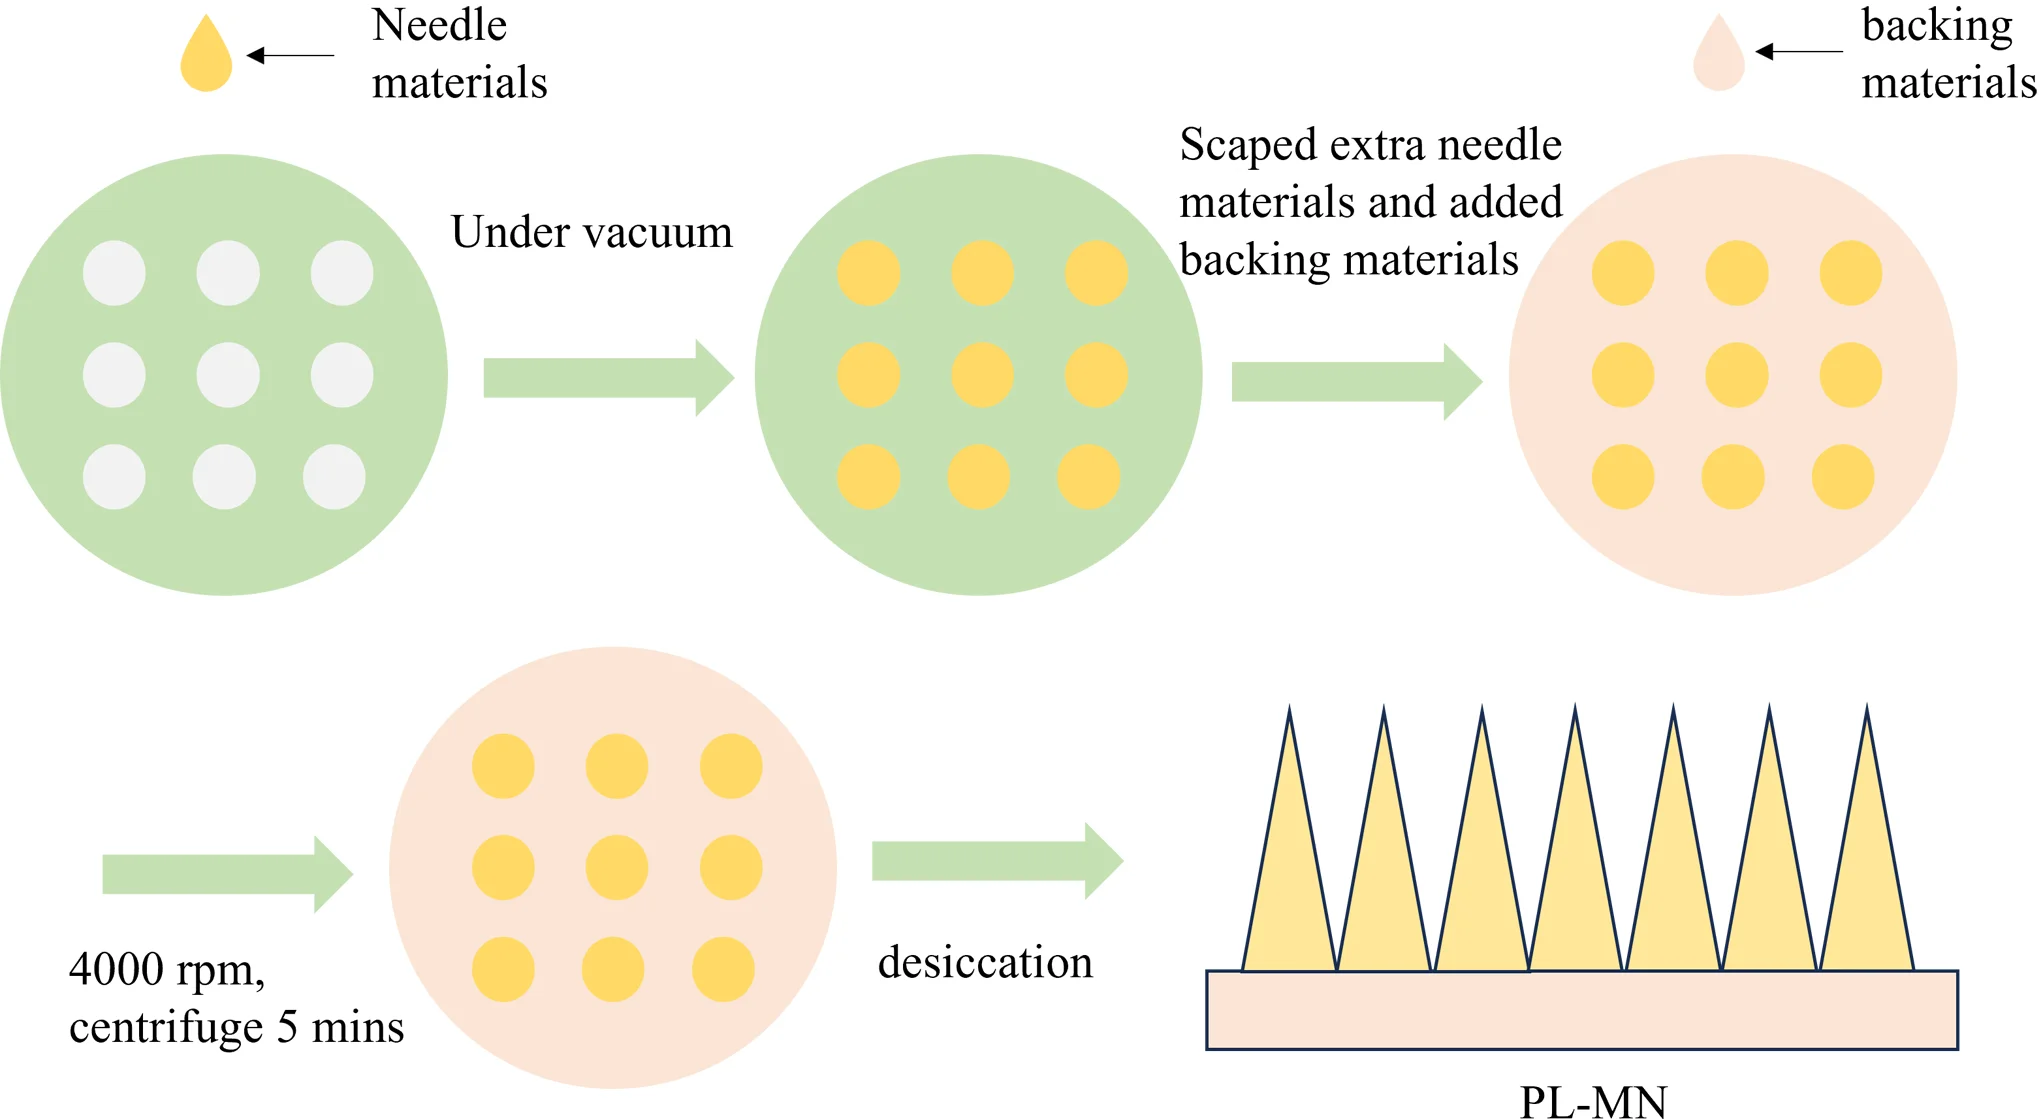 Needle
materials
backing
materials
Under vacuum
Scaped extra needle
materials and added
backing materials
4000 rpm,
centrifuge 5 mins
desiccation
PL-MN